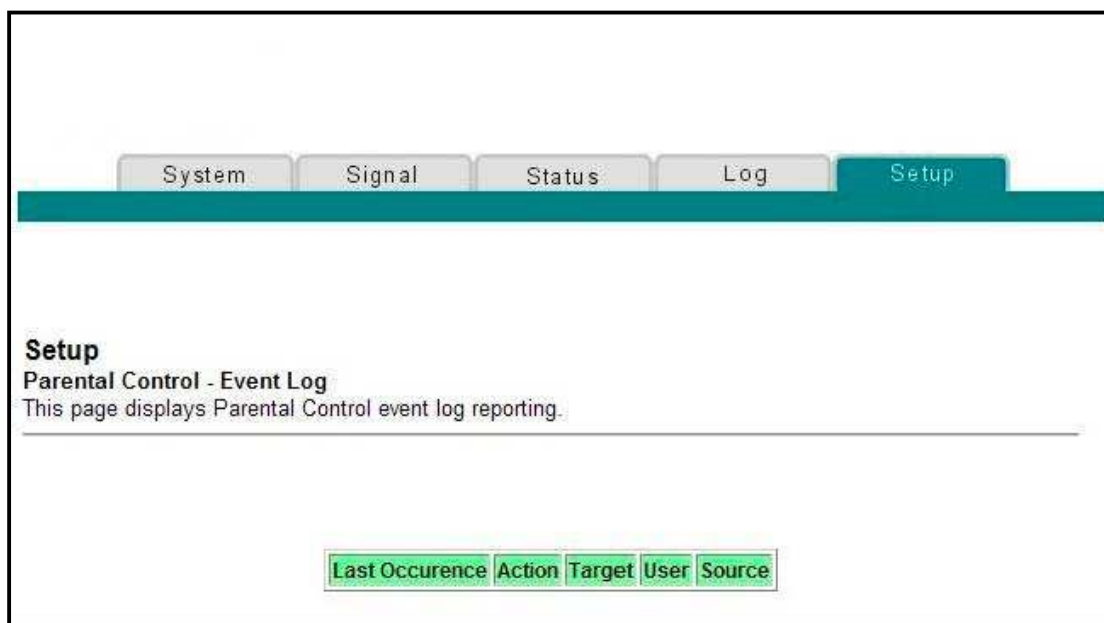 System Signal Status Log Setup
Setup
Parental Control - Event Log
This page displays Parental Control event log reporting.
Last Occurence Action Target User Source